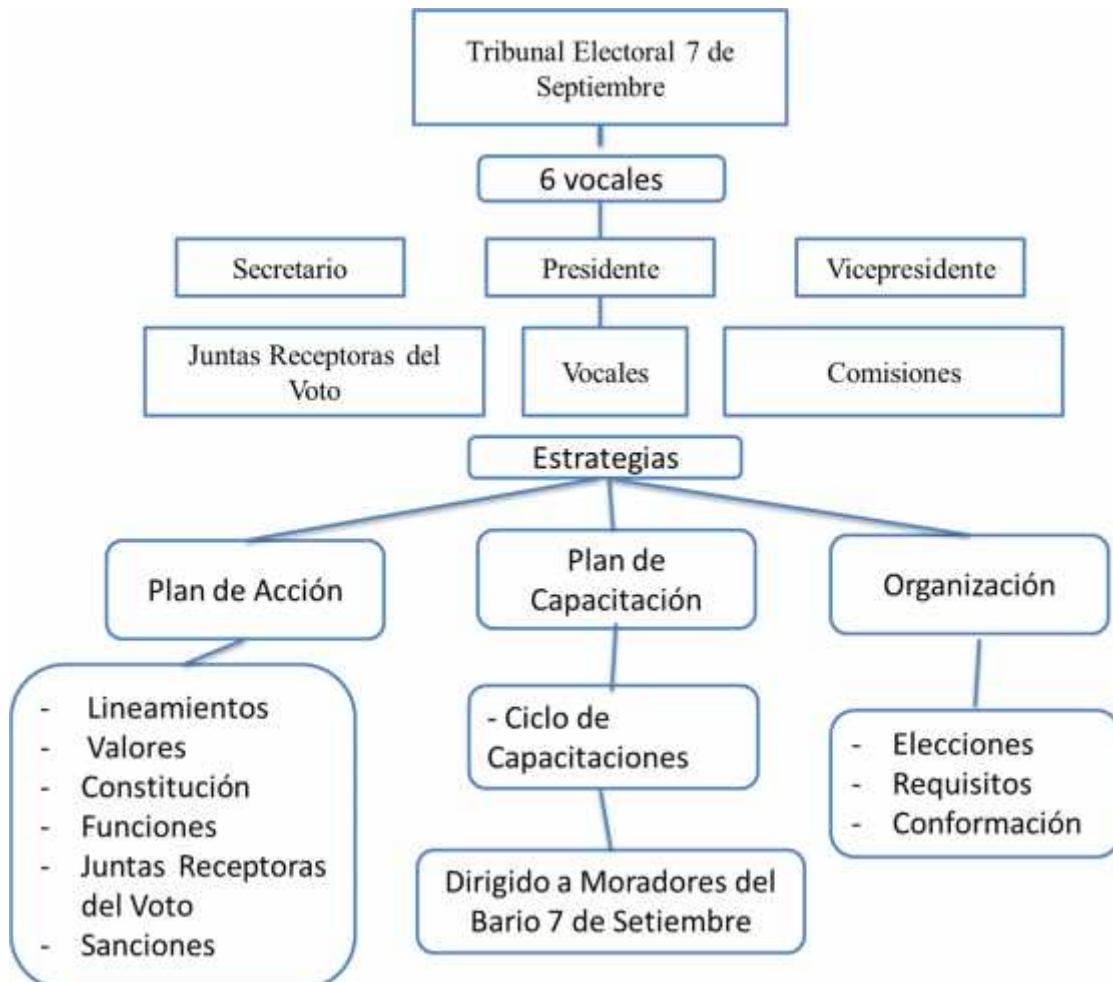 Tribunal Electoral 7 de
Septiembre
6 vocales
Secretario
Presidente
Vicepresidente
Juntas Receptoras del
Voto
Vocales
Comisiones
Estrategias
Plan de Acción
Plan de
Capacitación
Organización
- Lineamientos
- Valores
- Constitución
- Funciones
- Juntas Receptoras
del Voto
- Sanciones
- Ciclo de
Capacitaciones
Dirigido a Moradores del
Bario 7 de Setiembre
- Elecciones
- Requisitos
- Conformación